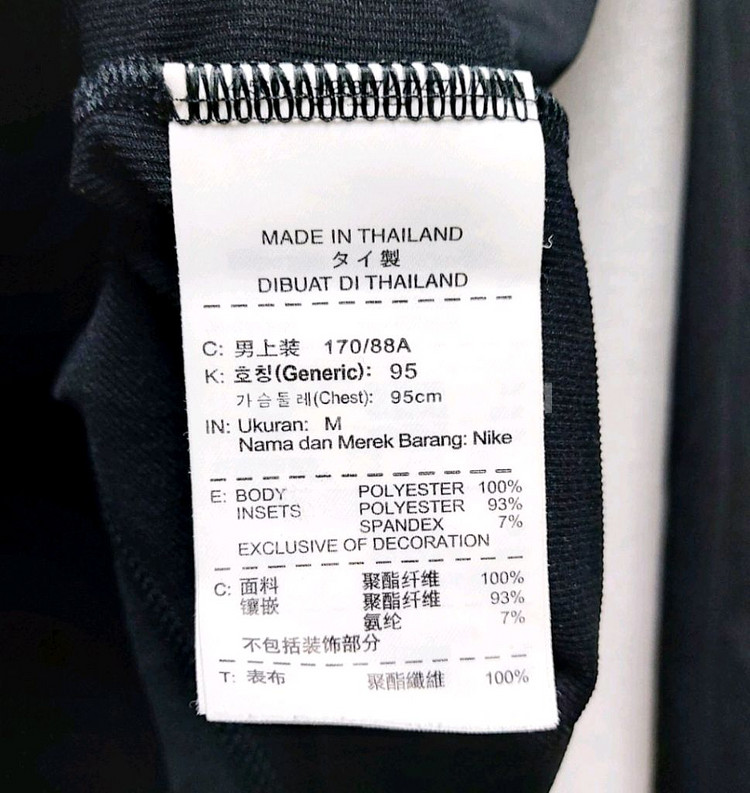 MADE IN THAILAND
タイ製
DIBUAT DI THAILAND
C: 男上装 170/88A
K: 호칭(Generic): 95
가슴둘레(Chest): 95cm
IN: Ukuran: M
Nama dan Merek Barang: Nike
E: BODY POLYESTER 100%
INSETS POLYESTER 93%
SPANDEX 7%
EXCLUSIVE OF DECORATION
C: 面料 聚酯纤维 100%
镶嵌 聚酯纤维 93%
氨纶 7%
不包括装饰部分
T: 表布 聚酯纖維 100%